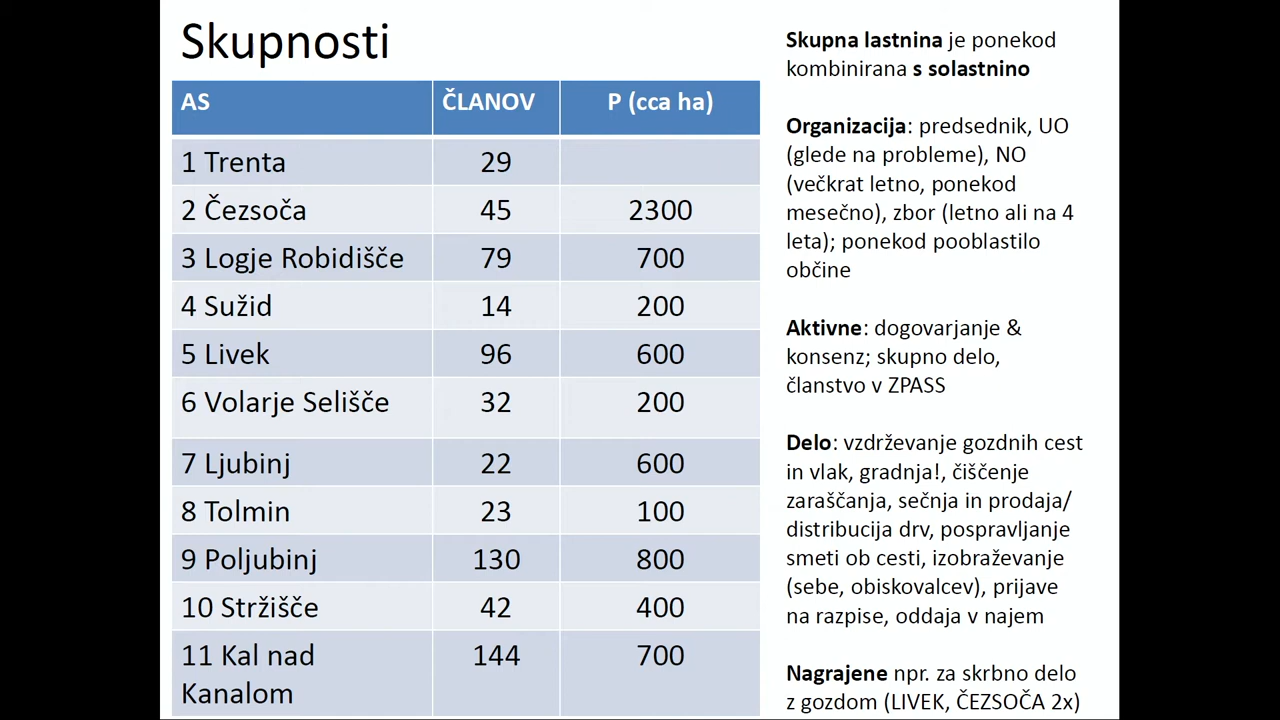 Skupnosti
AS ČLANOV P (cca ha)
1 Trenta 29
2 Čezsoča 45 2300
3 Logje Robidišče 79 700
4 Sužid 14 200
5 Livek 96 600
6 Volarje Selišče 32 200
7 Ljubinj 22 600
8 Tolmin 23 100
9 Poljubinj 130 800
10 Stržišče 42 400
11 Kal nad 144 700
Kanalom
Skupna lastnina je ponekod
kombinirana s solastnino
Organizacija: predsednik, UO
(glede na probleme), NO
(večkrat letno, ponekod
mesečno), zbor (letno ali na 4
leta); ponekod pooblastilo
občine
Aktivne: dogovarjanje &
konsenz; skupno delo,
članstvo v ZPASS
Delo: vzdrževanje gozdnih cest
in vlak, gradnja!, čiščenje
zaraščanja, sečnja in prodaja/
distribucija drv, pospravljanje
smeti ob cesti, izobraževanje
(sebe, obiskovalcev), prijave
na razpise, oddaja v najem
Nagrajene npr. za skrbno delo
z gozdom (LIVEK, ČEZSOČA 2x)